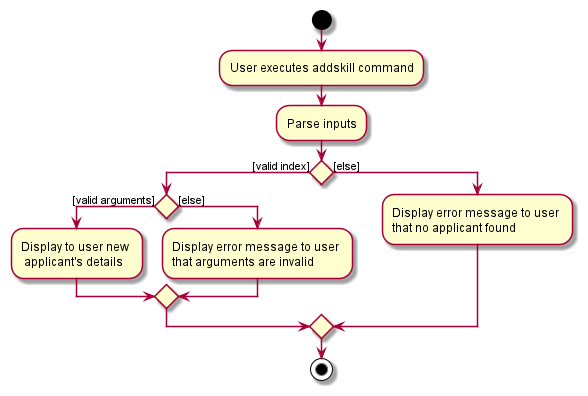 User executes addskill command
Parse inputs
[valid index]
[else]
[valid arguments]
[else]
Display error message to user
that no applicant found
Display to user new
applicant's details
Display error message to user
that arguments are invalid